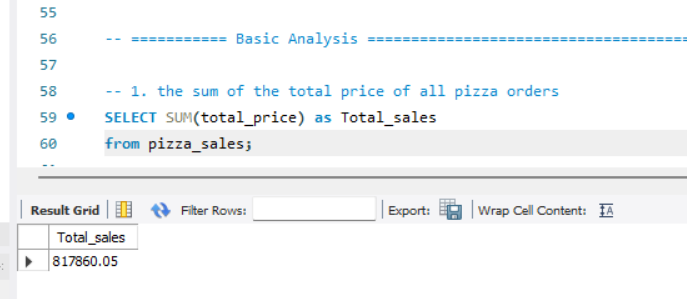 55
56 -- =========== Basic Analysis =====================================
57
58 -- 1. the sum of the total price of all pizza orders
59 SELECT SUM(total_price) as Total_sales
60 from pizza_sales;
Result Grid Filter Rows: Export: Wrap Cell Content:
Total_sales
817860.05